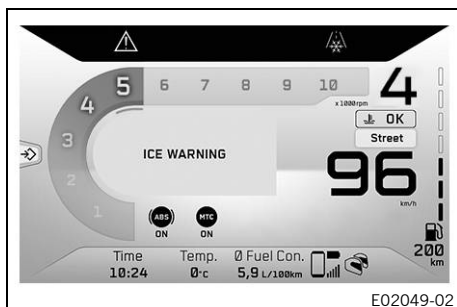 1 2 3 4 5 6 7 8 9 10
x 1000rpm
4
OK
Street
ICE WARNING
96
km/h
(ABS) MTC
ON ON
Time Temp. Ø Fuel Con.
10:24 0°C 5,9 L/100km
200
km
E02049-02